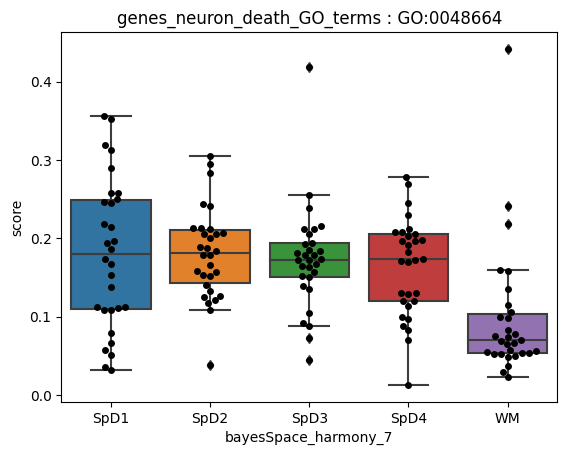 genes_neuron_death_GO_terms : GO:0048664
0.4
0.3
0.2
0.1
0.0
score
SpD1 SpD2 SpD3 SpD4 WM
bayesSpace_harmony_7